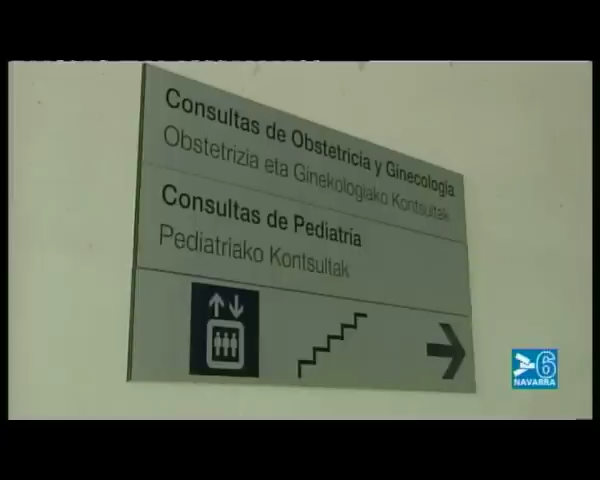 Consultas de Obstetricia y Ginecología
Obstetrizia eta Ginekologiako Kontsultak
Consultas de Pediatría
Pediatriako Kontsultak
6
NAVARRA